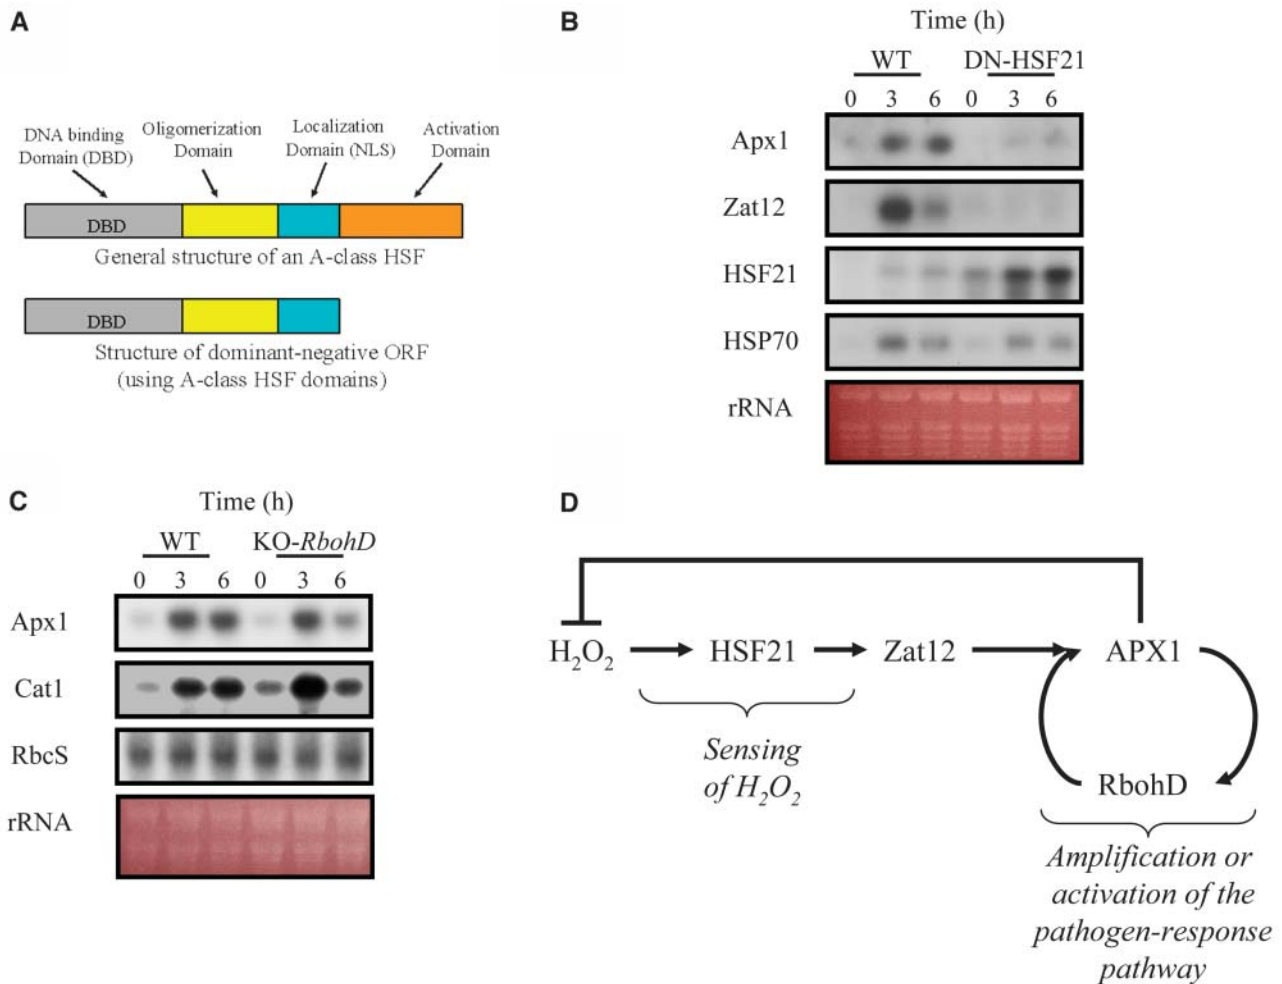 A
DNA binding
Domain (DBD)
Oligomerization
Domain
Localization
Domain (NLS)
Activation
Domain
DBD
General structure of an A-class HSF
DBD
Structure of dominant-negative ORF
(using A-class HSF domains)
B
Time (h)
WT DN-HSF21
0 3 6 0 3 6
Apx1
Zat12
HSF21
HSP70
rRNA
C
Time (h)
WT KO-RbohD
0 3 6 0 3 6
Apx1
Cat1
RbcS
rRNA
D
H2O2 HSF21 Zat12 APX1
Sensing
of H2O2
RbohD
Amplification or
activation of the
pathogen-response
pathway